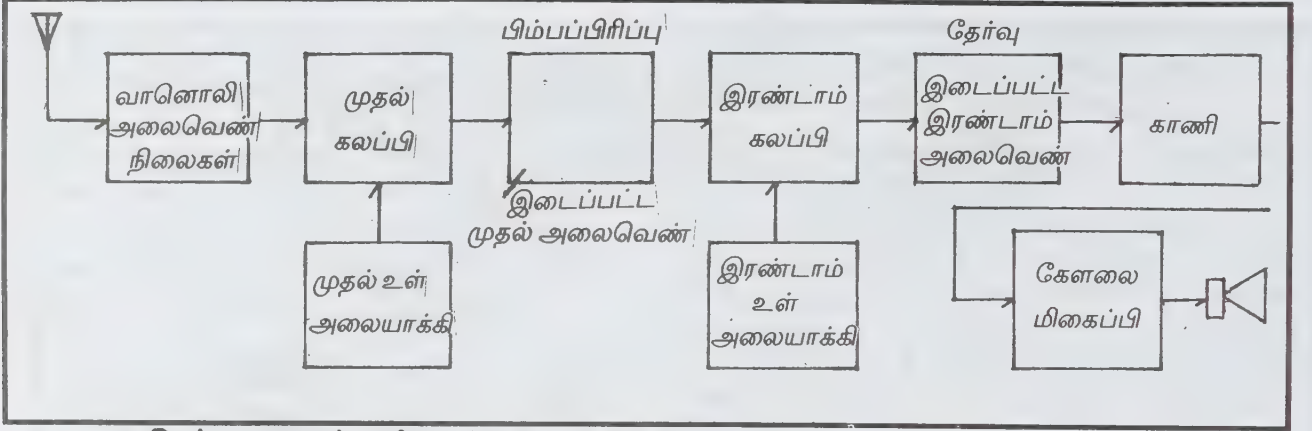 பிம்பப்பிரிப்பு
தேர்வு
வானொலி
அலைவெண்
நிலைகள்
முதல்
கலப்பி
இரண்டாம்
கலப்பி
இடைப்பட்ட
இரண்டாம்
அலைவெண்
காணி
இடைப்பட்ட
முதல் அலைவெண்
முதல் உள்
அலையாக்கி
இரண்டாம்
உள்
அலையாக்கி
கேளலை
மிகைப்பி